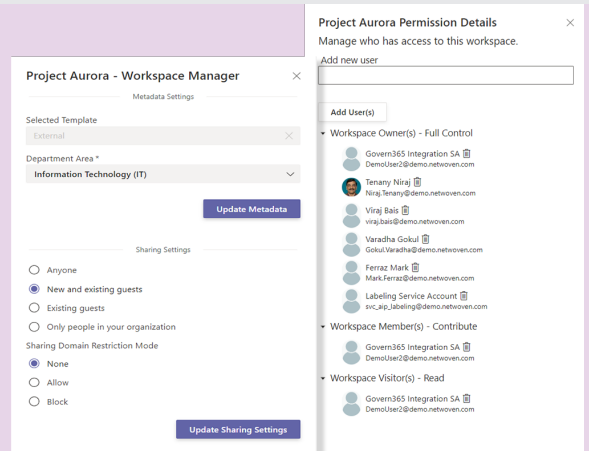 Project Aurora - Workspace Manager
Metadata Settings
Selected Template
External
Department Area *
Information Technology (IT)
Update Metadata
Sharing Settings
Anyone
New and existing guests
Existing guests
Only people in your organization
Sharing Domain Restriction Mode
None
Allow
Block
Update Sharing Settings
Project Aurora Permission Details
Manage who has access to this workspace.
Add new user
Add User(s)
Workspace Owner(s) - Full Control
Govern365 Integration SA
DemoUser2@demo.netwoven.com
Tenany Niraj
Niraj.Tenany@demo.netwoven.com
Viraj Bais
viraj.bais@demo.netwoven.com
Varadha Gokul
Gokul.Varadha@demo.netwoven.com
Ferraz Mark
Mark.Ferraz@demo.netwoven.com
Labeling Service Account
svc_aip_labeling@demo.netwoven.com
Workspace Member(s) - Contribute
Govern365 Integration SA
DemoUser2@demo.netwoven.com
Workspace Visitor(s) - Read
Govern365 Integration SA
DemoUser2@demo.netwoven.com